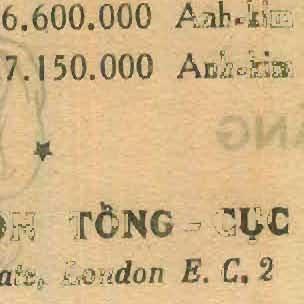 6.600.000 Anh-kim
7.150.000 Anh-kim
TỔNG - CỤC
London E. C. 2